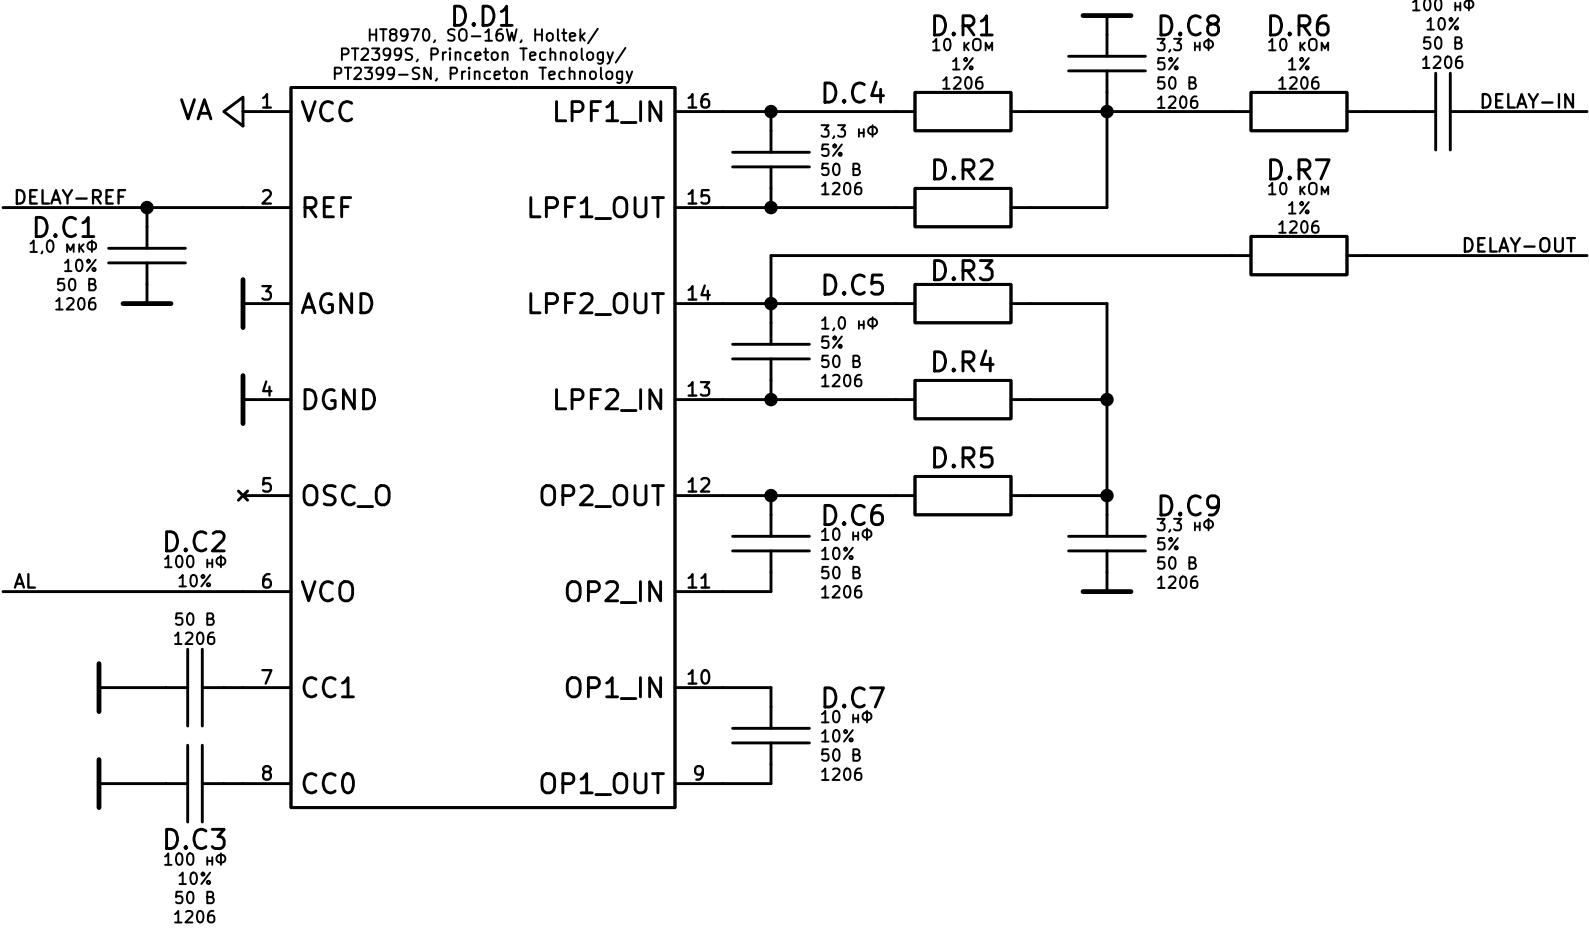 D.D1
HT8970, SO-16W, Holtek/
PT2399S, Princeton Technology/
PT2399-SN, Princeton Technology
VA
1
VCC
DELAY-REF
2
REF
D.C1
1,0 мкФ
10%
50 В
1206
3
AGND
4
DGND
5
OSC_O
D.C2
100 нФ
10%
50 В
1206
AL
6
VCO
7
CC1
8
CC0
D.C3
100 нФ
10%
50 В
1206
LPF1_IN
16
LPF1_OUT
15
LPF2_OUT
14
LPF2_IN
13
OP2_OUT
12
OP2_IN
11
OP1_IN
10
OP1_OUT
9
D.C4
3,3 нФ
5%
50 В
1206
D.C5
1,0 нФ
5%
50 В
1206
D.C6
10 нФ
10%
50 В
1206
D.C7
10 нФ
10%
50 В
1206
D.R1
10 кОм
1%
1206
D.R2
D.R3
D.R4
D.R5
D.C8
3,3 нФ
5%
50 В
1206
D.C9
3,3 нФ
5%
50 В
1206
D.R6
10 кОм
1%
1206
D.R7
10 кОм
1%
1206
100 нФ
10%
50 В
1206
DELAY-IN
DELAY-OUT